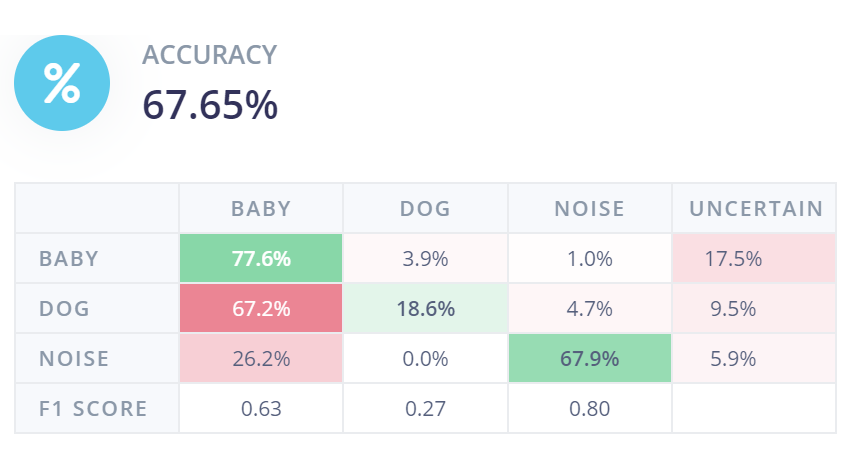 %
ACCURACY
67.65%
BABY DOG NOISE UNCERTAIN
BABY 77.6% 3.9% 1.0% 17.5%
DOG 67.2% 18.6% 4.7% 9.5%
NOISE 26.2% 0.0% 67.9% 5.9%
F1 SCORE 0.63 0.27 0.80